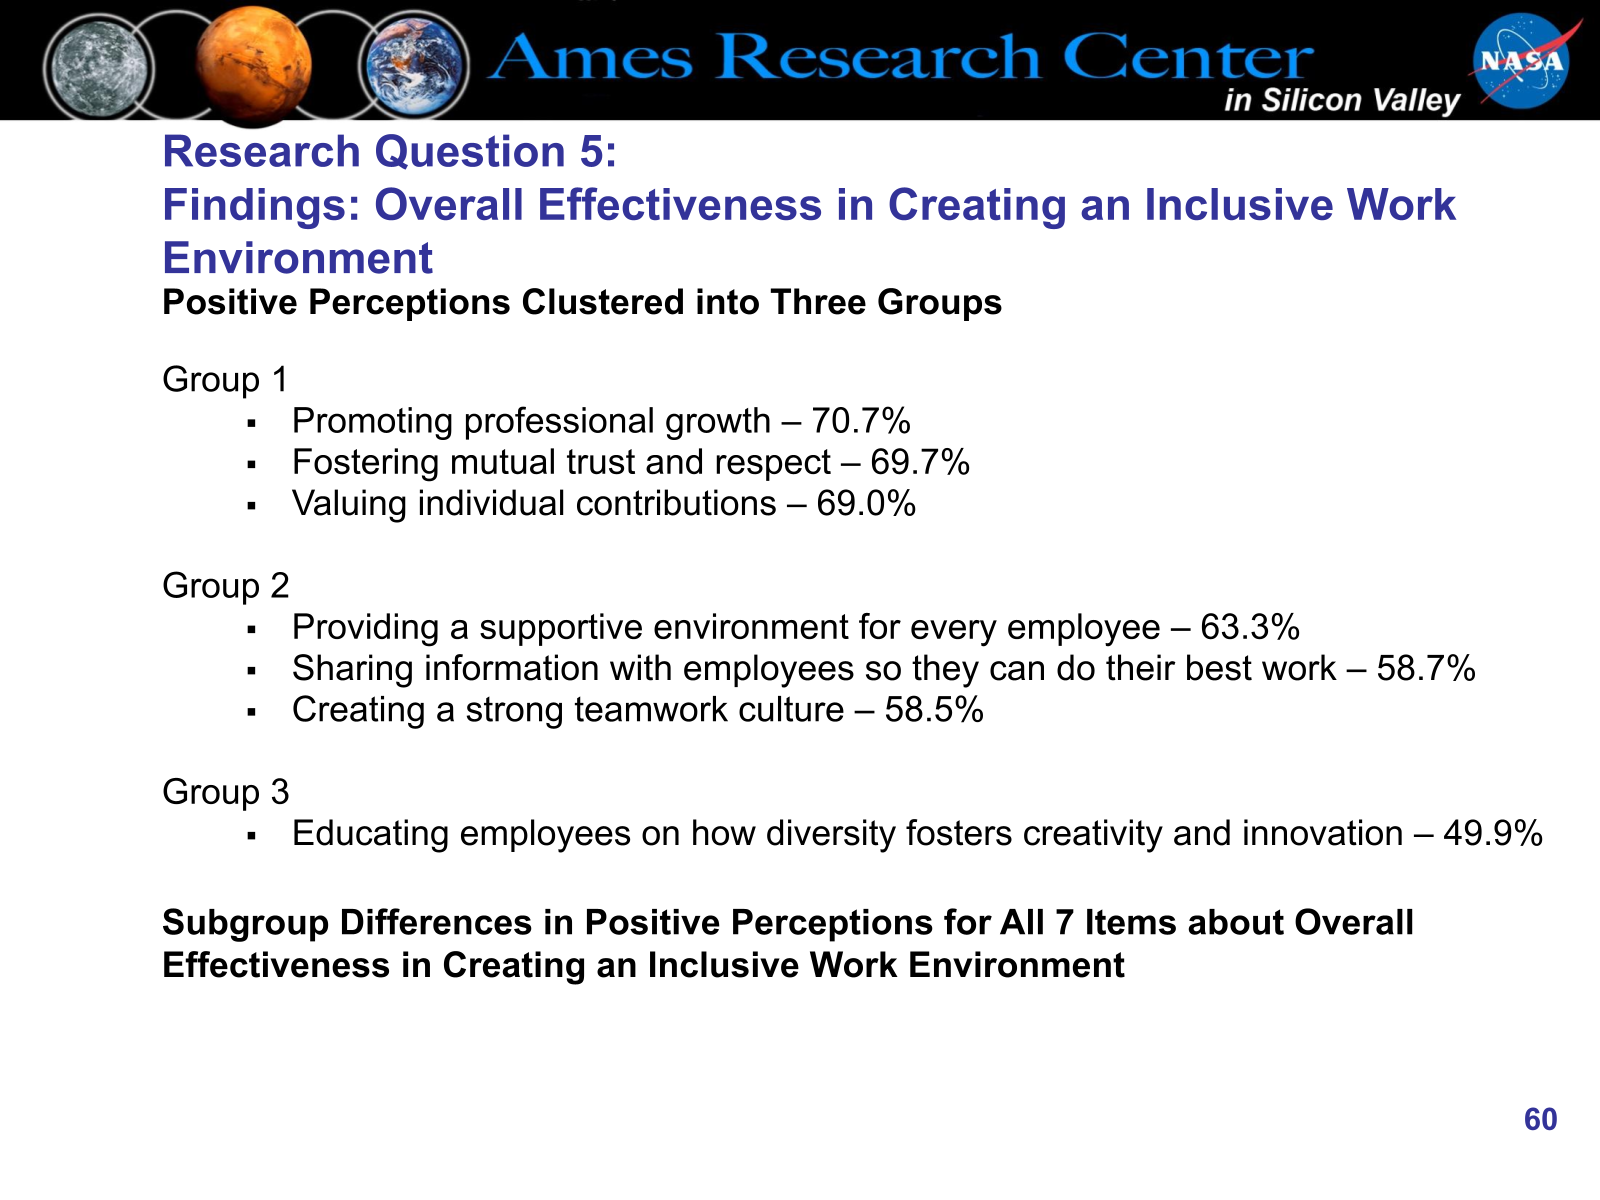 Ames Research Center
in Silicon Valley
NASA
Research Question 5:
Findings: Overall Effectiveness in Creating an Inclusive Work
Environment
Positive Perceptions Clustered into Three Groups
Group 1
▪ Promoting professional growth – 70.7%
▪ Fostering mutual trust and respect – 69.7%
▪ Valuing individual contributions – 69.0%
Group 2
▪ Providing a supportive environment for every employee – 63.3%
▪ Sharing information with employees so they can do their best work – 58.7%
▪ Creating a strong teamwork culture – 58.5%
Group 3
▪ Educating employees on how diversity fosters creativity and innovation – 49.9%
Subgroup Differences in Positive Perceptions for All 7 Items about Overall
Effectiveness in Creating an Inclusive Work Environment
60